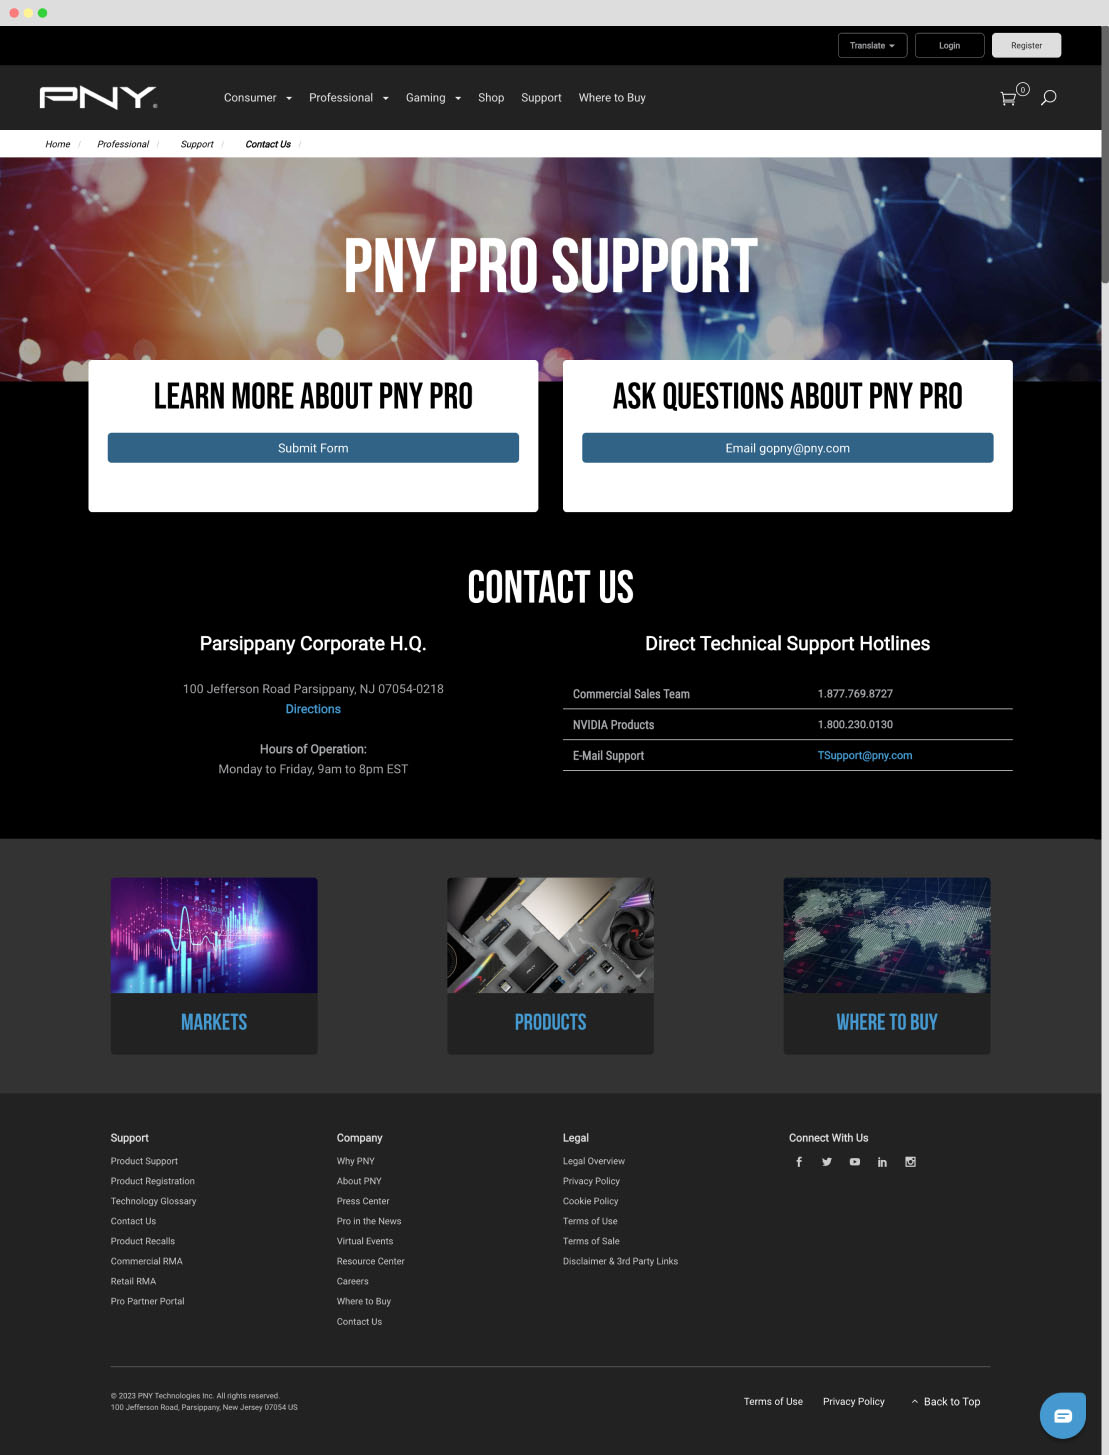 Translate
Login
Register
PNY
Consumer
Professional
Gaming
Shop
Support
Where to Buy
0
Home / Professional / Support / Contact Us /
PNY PRO SUPPORT
LEARN MORE ABOUT PNY PRO
Submit Form
ASK QUESTIONS ABOUT PNY PRO
Email gopny@pny.com
CONTACT US
Parsippany Corporate H.Q.
100 Jefferson Road Parsippany, NJ 07054-0218
Directions
Hours of Operation:
Monday to Friday, 9am to 8pm EST
Direct Technical Support Hotlines
Commercial Sales Team 1.877.769.8727
NVIDIA Products 1.800.230.0130
E-Mail Support TSupport@pny.com
MARKETS
PRODUCTS
WHERE TO BUY
Support
Product Support
Product Registration
Technology Glossary
Contact Us
Product Recalls
Commercial RMA
Retail RMA
Pro Partner Portal
Company
Why PNY
About PNY
Press Center
Pro in the News
Virtual Events
Resource Center
Careers
Where to Buy
Contact Us
Legal
Legal Overview
Privacy Policy
Cookie Policy
Terms of Use
Terms of Sale
Disclaimer & 3rd Party Links
Connect With Us
© 2023 PNY Technologies Inc. All rights reserved.
100 Jefferson Road, Parsippany, New Jersey 07054 US
Terms of Use
Privacy Policy
Back to Top